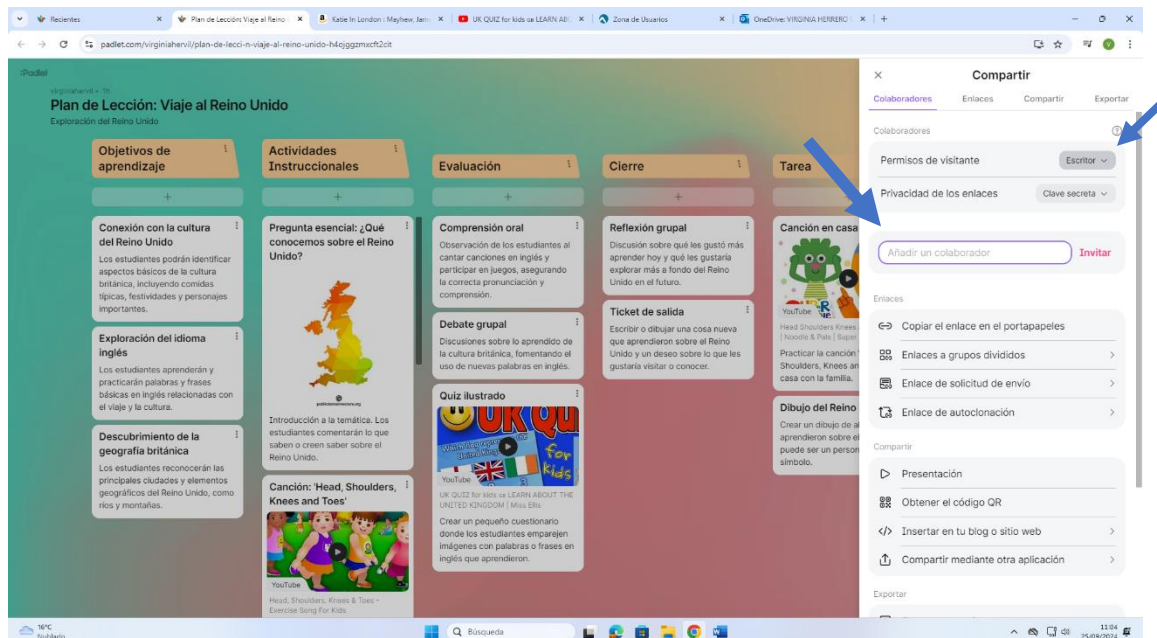 Recientes
Plan de Lección: Viaje al Reino
Katie In London : Mayhew, Jam
UK QUIZ for kids ᴜᴋ LEARN AB
Zona de Usuarios
OneDrive: VIRGINIA HERRERO
padlet.com/virginiahervil/plan-de-lecci-n-viaje-al-reino-unido-h4ojggzmxcft2cit
:Padlet
virginiahervil • 1h
Plan de Lección: Viaje al Reino Unido
Exploración del Reino Unido
Objetivos de
aprendizaje
Conexión con la cultura
del Reino Unido
Los estudiantes podrán identificar
aspectos básicos de la cultura
británica, incluyendo comidas
típicas, festividades y personajes
importantes.
Exploración del idioma
inglés
Los estudiantes aprenderán y
practicarán palabras y frases
básicas en inglés relacionadas con
el viaje y la cultura.
Descubrimiento de la
geografía británica
Los estudiantes reconocerán las
principales ciudades y elementos
geográficos del Reino Unido, como
ríos y montañas.
Actividades
Instruccionales
Pregunta esencial: ¿Qué
conocemos sobre el Reino
Unido?
Introducción a la temática. Los
estudiantes comentarán lo que
saben o creen saber sobre el
Reino Unido.
Canción: 'Head, Shoulders,
Knees and Toes'
YouTube
Head, Shoulders, Knees & Toes -
Exercise Song For Kids
Evaluación
Comprensión oral
Observación de los estudiantes al
cantar canciones en inglés y
participar en juegos, asegurando
la correcta pronunciación y
comprensión.
Debate grupal
Discusiones sobre lo aprendido de
la cultura británica, fomentando el
uso de nuevas palabras en inglés.
Quiz ilustrado
UK QUI
for
Kids
YouTube
UK QUIZ for kids ᴜᴋ LEARN ABOUT THE
UNITED KINGDOM | Miss Ellis
Crear un pequeño cuestionario
donde los estudiantes emparejen
imágenes con palabras o frases en
inglés que aprendieron.
Cierre
Reflexión grupal
Discusión sobre qué les gustó más
aprender hoy y qué les gustaría
explorar más a fondo del Reino
Unido en el futuro.
Ticket de salida
Escribir o dibujar una cosa nueva
que aprendieron sobre el Reino
Unido y un deseo sobre lo que les
gustaría visitar o conocer.
Tarea
Canción en casa
YouTube
Head Shoulders Knees
| Noodle & Pals | Super
Practicar la canción
Shoulders, Knees an
casa con la familia.
Dibujo del Reino
Crear un dibujo de al
aprendieron sobre el
puede ser un person
símbolo.
Compartir
Colaboradores Enlaces Compartir Exportar
Colaboradores
Permisos de visitante Escritor
Privacidad de los enlaces Clave secreta
Añadir un colaborador Invitar
Enlaces
Copiar el enlace en el portapapeles
Enlaces a grupos divididos
Enlace de solicitud de envío
Enlace de autoclonación
Compartir
Presentación
Obtener el código QR
Insertar en tu blog o sitio web
Compartir mediante otra aplicación
Exportar
16°C
Nublado
Búsqueda
11:04
25/09/2024